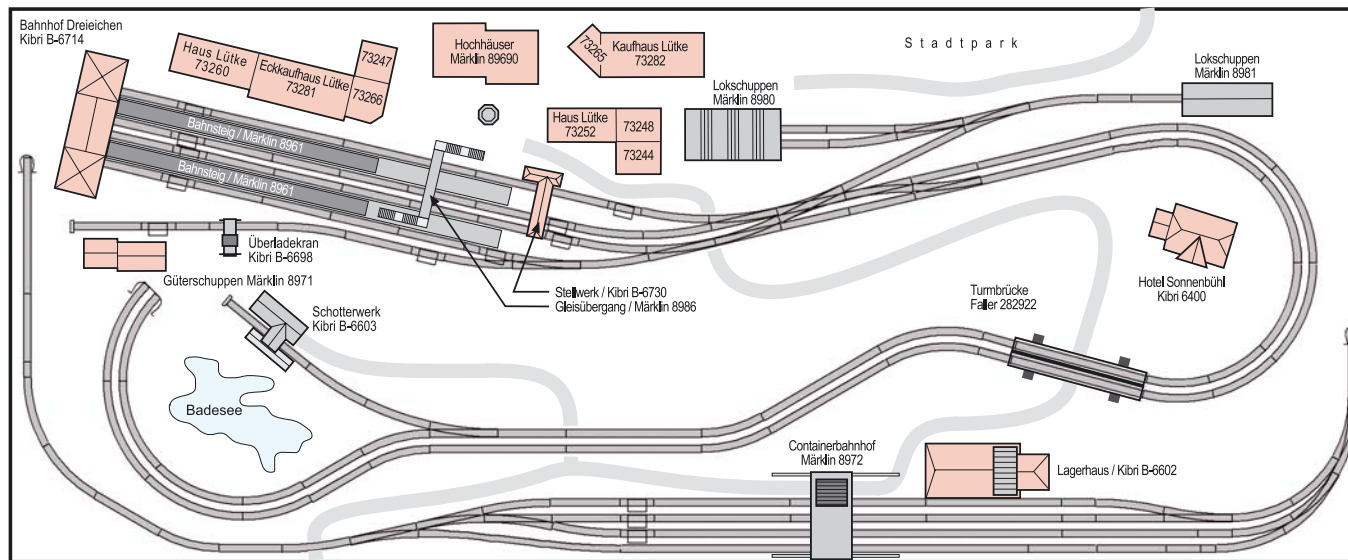 Bahnhof Dreieichen
Kibri B-6714
Haus Lütke
73260
Eckkaufhaus Lütke
73281
73247
73266
Hochhäuser
Märklin 89690
73265
Kaufhaus Lütke
73282
Stadtpark
Lokschuppen
Märklin 8981
Lokschuppen
Märklin 8980
Haus Lütke
73252
73248
73244
Bahnsteig / Märklin 8961
Bahnsteig / Märklin 8961
Überladekran
Kibri B-6698
Güterschuppen Märklin 8971
Stellwerk / Kibri B-6730
Gleisübergang / Märklin 8986
Hotel Sonnenbühl
Kibri 6400
Turmbrücke
Faller 282922
Schotterwerk
Kibri B-6603
Badesee
Containerbahnhof
Märklin 8972
Lagerhaus / Kibri B-6602